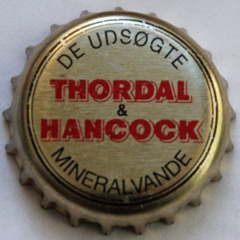 DE UDSØGTE
THORDAL
&
HANCOCK
MINERALVANDE